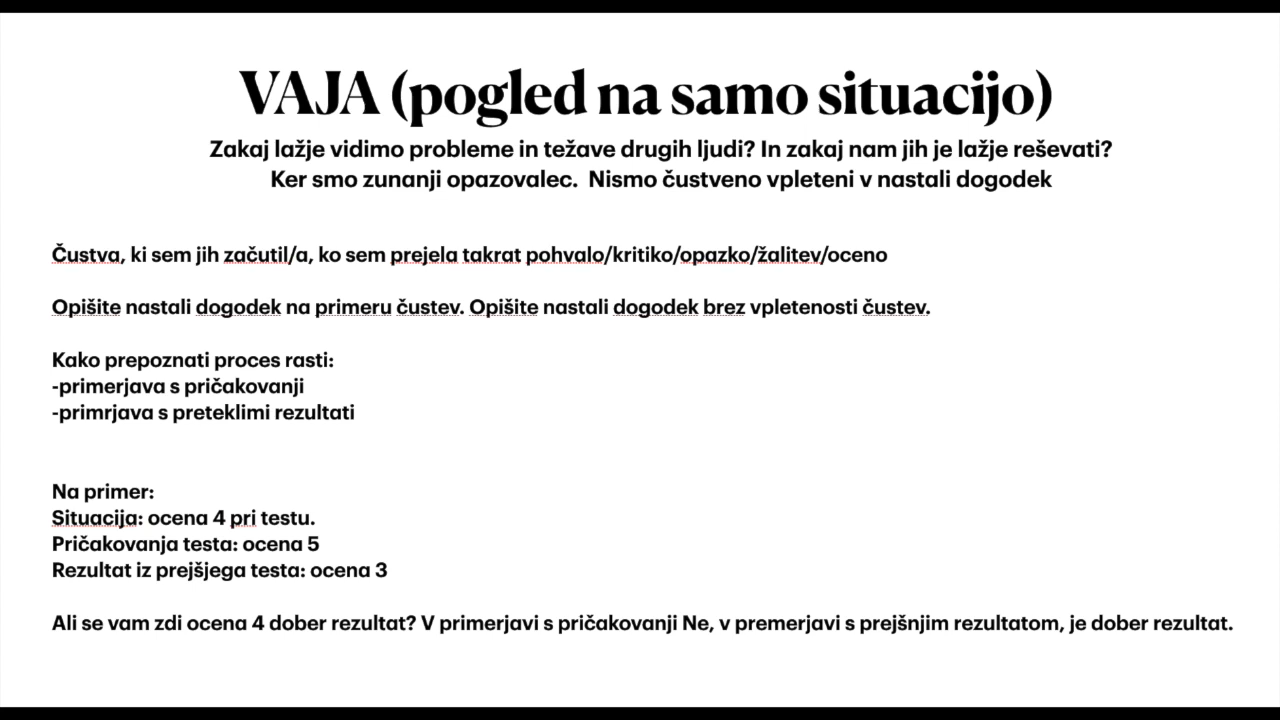 VAJA (pogled na samo situacijo)
Zakaj lažje vidimo probleme in težave drugih ljudi? In zakaj nam jih je lažje reševati?
Ker smo zunanji opazovalec. Nismo čustveno vpleteni v nastali dogodek
Čustva, ki sem jih začutil/a, ko sem prejela takrat pohvalo/kritiko/opazko/žalitev/oceno
Opišite nastali dogodek na primeru čustev. Opišite nastali dogodek brez vpletenosti čustev.
Kako prepoznati proces rasti:
-primerjava s pričakovanji
-primrjava s preteklimi rezultati
Na primer:
Situacija: ocena 4 pri testu.
Pričakovanja testa: ocena 5
Rezultat iz prejšjega testa: ocena 3
Ali se vam zdi ocena 4 dober rezultat? V primerjavi s pričakovanji Ne, v premerjavi s prejšnjim rezultatom, je dober rezultat.